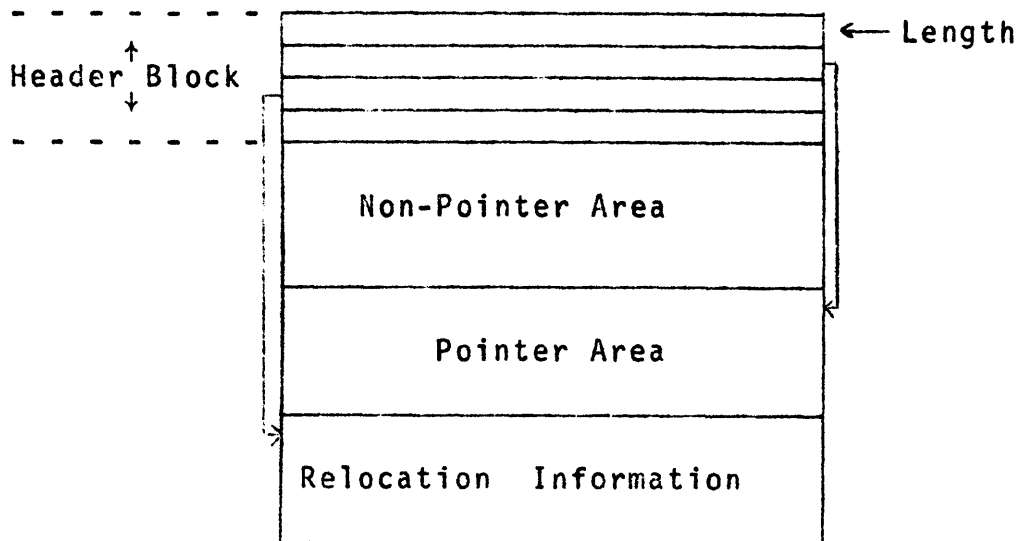 Length
Header Block
Non-Pointer Area
Pointer Area
Relocation Information